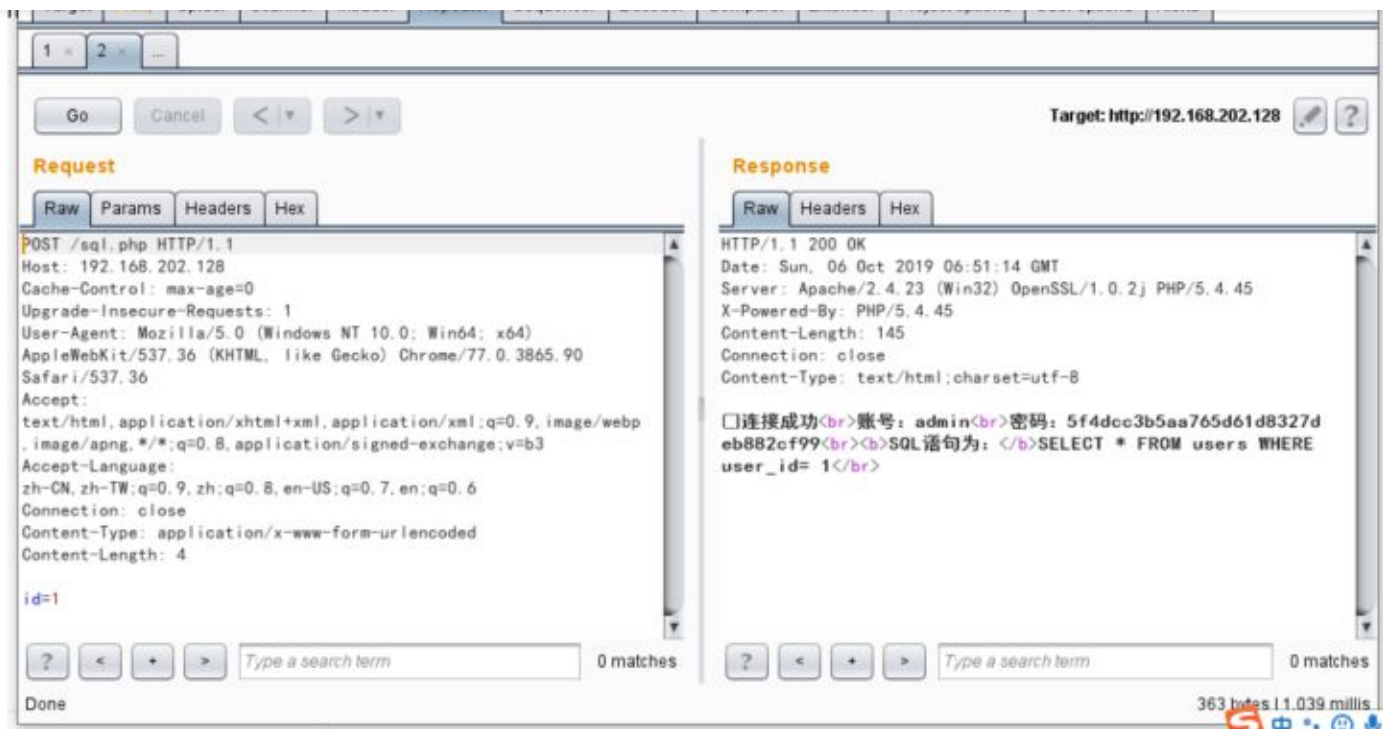 1 × 2 × ...
Go Cancel < > Target: http://192.168.202.128 ?
Request
Raw Params Headers Hex
POST /sql.php HTTP/1.1
Host: 192.168.202.128
Cache-Control: max-age=0
Upgrade-Insecure-Requests: 1
User-Agent: Mozilla/5.0 (Windows NT 10.0; Win64; x64)
AppleWebKit/537.36 (KHTML, like Gecko) Chrome/77.0.3865.90
Safari/537.36
Accept:
text/html,application/xhtml+xml,application/xml;q=0.9,image/webp
,image/apng,*/*;q=0.8,application/signed-exchange;v=b3
Accept-Language:
zh-CN,zh-TW;q=0.9,zh;q=0.8,en-US;q=0.7,en;q=0.6
Connection: close
Content-Type: application/x-www-form-urlencoded
Content-Length: 4
id=1
? < + > Type a search term 0 matches
Response
Raw Headers Hex
HTTP/1.1 200 OK
Date: Sun, 06 Oct 2019 06:51:14 GMT
Server: Apache/2.4.23 (Win32) OpenSSL/1.0.2j PHP/5.4.45
X-Powered-By: PHP/5.4.45
Content-Length: 145
Connection: close
Content-Type: text/html;charset=utf-8
□连接成功<br>账号：admin<br>密码：5f4dcc3b5aa765d61d8327d
eb882cf99<br><b>SQL语句为：</b>SELECT * FROM users WHERE
user_id= 1</br>
? < + > Type a search term 0 matches
Done
363 bytes | 1.039 millis
中